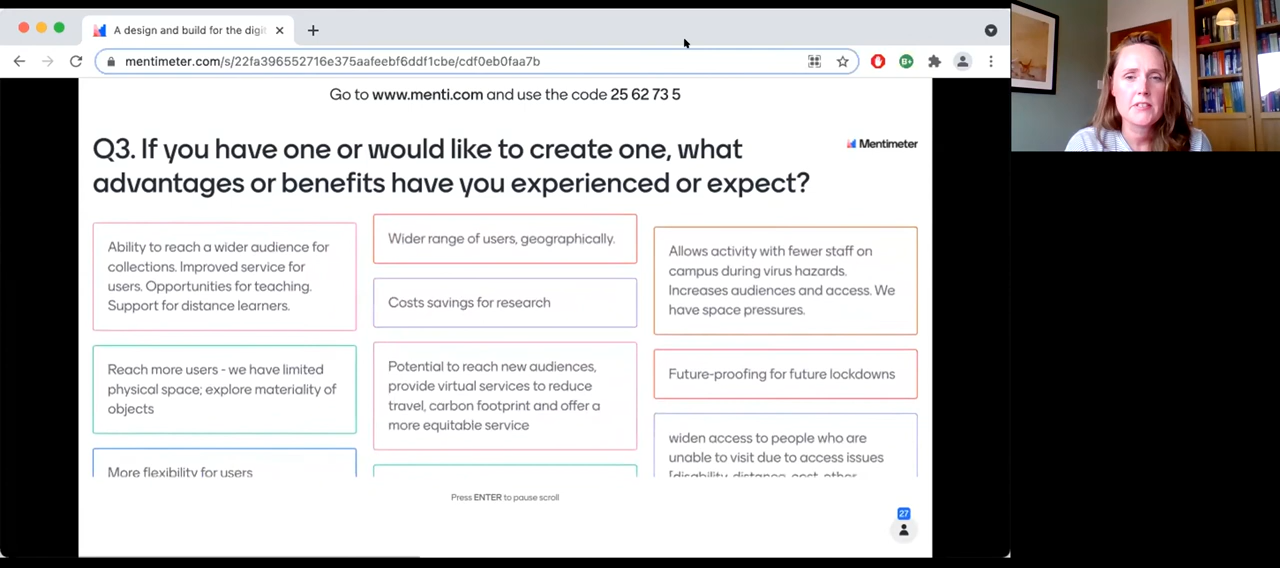 A design and build for the digit
mentimeter.com/s/22fa396552716e375aafeebf6ddf1cbe/cdf0eb0faa7b
Go to www.menti.com and use the code 25 62 73 5
Q3. If you have one or would like to create one, what
advantages or benefits have you experienced or expect?
Mentimeter
Ability to reach a wider audience for
collections. Improved service for
users. Opportunities for teaching.
Support for distance learners.
Reach more users - we have limited
physical space; explore materiality of
objects
More flexibility for users
Wider range of users, geographically.
Costs savings for research
Potential to reach new audiences,
provide virtual services to reduce
travel, carbon footprint and offer a
more equitable service
Allows activity with fewer staff on
campus during virus hazards.
Increases audiences and access. We
have space pressures.
Future-proofing for future lockdowns
widen access to people who are
unable to visit due to access issues
[disability, distance, cost, other
Press ENTER to pause scroll
27